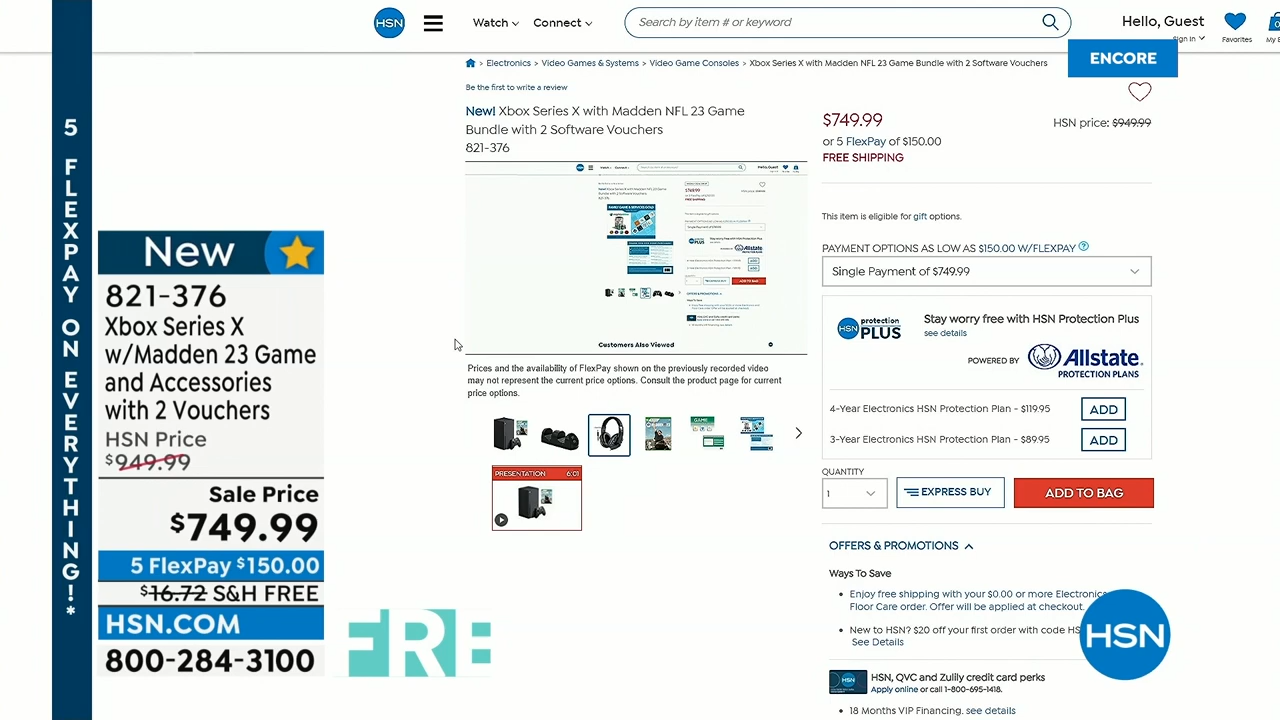 5 FLEXPAY ON EVERYTHING!*
HSN
Watch
Connect
Search by item # or keyword
Hello, Guest
Sign In
Favorites
ENCORE
> Electronics > Video Games & Systems > Video Game Consoles > Xbox Series X with Madden NFL 23 Game Bundle with 2 Software Vouchers
Be the first to write a review
New! Xbox Series X with Madden NFL 23 Game
Bundle with 2 Software Vouchers
821-376
Customers Also Viewed
Prices and the availability of FlexPay shown on the previously recorded video
may not represent the current price options. Consult the product page for current
price options.
PRESENTATION 6:01
$749.99
HSN price: $949.99
or 5 FlexPay of $150.00
FREE SHIPPING
This item is eligible for gift options.
PAYMENT OPTIONS AS LOW AS $150.00 W/FLEXPAY ?
Single Payment of $749.99
HSN protection PLUS
Stay worry free with HSN Protection Plus
see details
POWERED BY Allstate
PROTECTION PLANS
4-Year Electronics HSN Protection Plan - $119.95 ADD
3-Year Electronics HSN Protection Plan - $89.95 ADD
QUANTITY
1
EXPRESS BUY
ADD TO BAG
OFFERS & PROMOTIONS
Ways To Save
Enjoy free shipping with your $0.00 or more Electronics
Floor Care order. Offer will be applied at checkout.
New to HSN? $20 off your first order with code HS
See Details
HSN, QVC and Zulily credit card perks
Apply online or call 1-800-695-1418.
18 Months VIP Financing. see details
New
821-376
Xbox Series X
w/Madden 23 Game
and Accessories
with 2 Vouchers
HSN Price
$949.99
Sale Price
$749.99
5 FlexPay $150.00
$16.72 S&H FREE
HSN.COM
800-284-3100
HSN